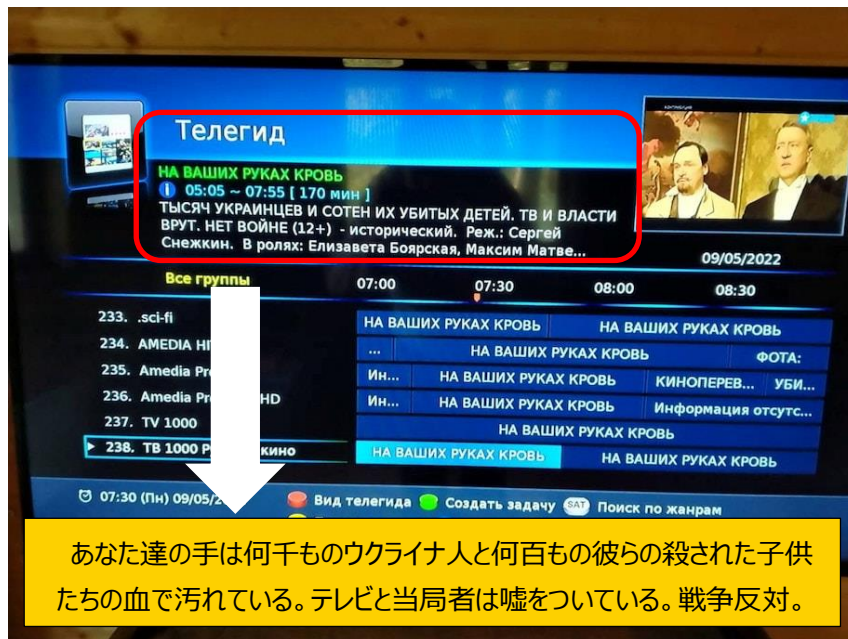 Телегид
НА ВАШИХ РУКАХ КРОВЬ
05:05 ~ 07:55 [ 170 мин ]
ТЫСЯЧ УКРАИНЦЕВ И СОТЕН ИХ УБИТЫХ ДЕТЕЙ. ТВ И ВЛАСТИ
ВРУТ. НЕТ ВОЙНЕ (12+) - исторический. Реж.: Сергей
Снежкин. В ролях: Елизавета Боярская, Максим Матве...
09/05/2022
Все группы 07:00 07:30 08:00 08:30
233. .sci-fi НА ВАШИХ РУКАХ КРОВЬ НА ВАШИХ РУКАХ КРОВЬ
234. AMEDIA ... НА ВАШИХ РУКАХ КРОВЬ ФОТА:
235. Amedia Ин... НА ВАШИХ РУКАХ КРОВЬ КИНОПЕРЕВ... УБИ...
236. Amedia HD Ин... НА ВАШИХ РУКАХ КРОВЬ Информация отсутс...
237. TV 1000 НА ВАШИХ РУКАХ КРОВЬ
238. ТВ 1000 кино НА ВАШИХ РУКАХ КРОВЬ НА ВАШИХ РУКАХ КРОВЬ
07:30 (Пн) 09/05/ Вид телегида Создать задачу SAT Поиск по жанрам
あなた達の手は何千ものウクライナ人と何百もの彼らの殺された子供
たちの血で汚れている。テレビと当局者は嘘をついている。戦争反対。